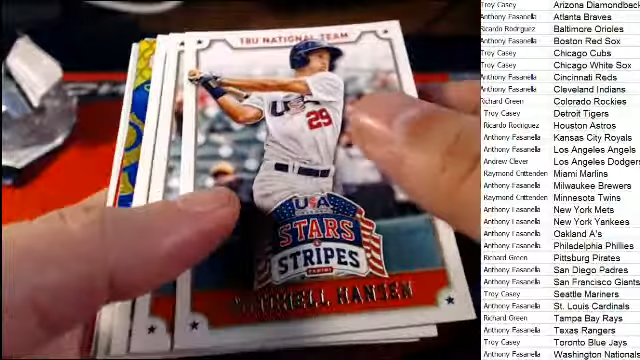 18U NATIONAL TEAM
29
USA
STARS
STRIPES
PANINI
MITCHELL HANSEN
Troy Casey Arizona Diamondback
Anthony Fasanella Atlanta Braves
Ricardo Rodriguez Baltimore Orioles
Anthony Fasanella Boston Red Sox
Troy Casey Chicago Cubs
Troy Casey Chicago White Sox
Anthony Fasanella Cincinnati Reds
Anthony Fasanella Cleveland Indians
Richard Green Colorado Rockies
Troy Casey Detroit Tigers
Ricardo Rodriguez Houston Astros
Anthony Fasanella Kansas City Royals
Anthony Fasanella Los Angeles Angels
Andrew Clever Los Angeles Dodgers
Raymond Crittenden Miami Marlins
Anthony Fasanella Milwaukee Brewers
Raymond Crittenden Minnesota Twins
Anthony Fasanella New York Mets
Anthony Fasanella New York Yankees
Anthony Fasanella Oakland A's
Anthony Fasanella Philadelphia Phillies
Richard Green Pittsburg Pirates
Anthony Fasanella San Diego Padres
Anthony Fasanella San Francisco Giants
Troy Casey Seattle Mariners
Anthony Fasanella St. Louis Cardinals
Richard Green Tampa Bay Rays
Anthony Fasanella Texas Rangers
Troy Casey Toronto Blue Jays
Anthony Fasanella Washington Nationals